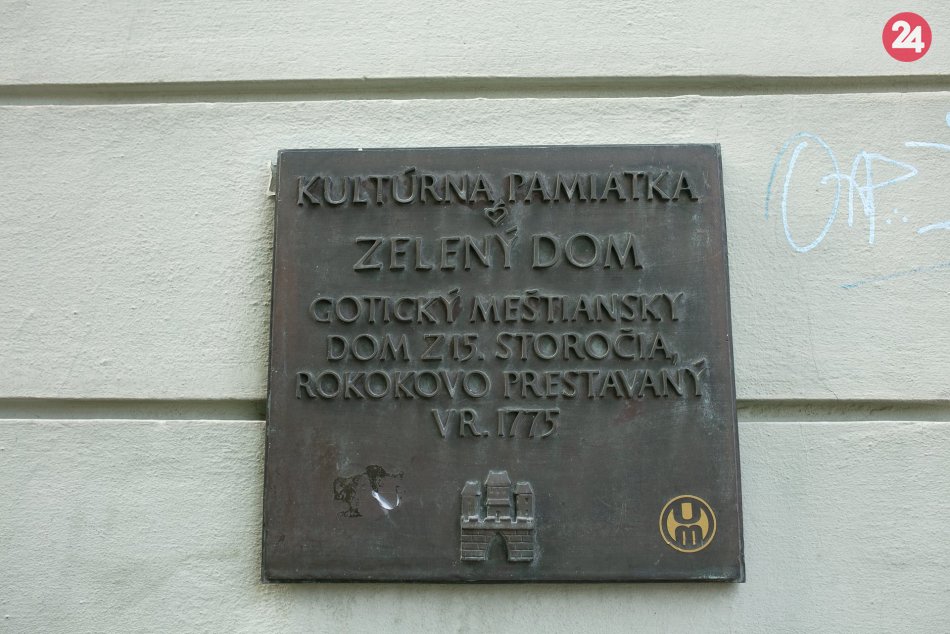 24
KULTÚRNA PAMIATKA
ZELENÝ DOM
GOTICKÝ MEŠTIANSKY
DOM Z 15. STOROČIA,
ROKOKOVO PRESTAVANÝ
V R. 1775